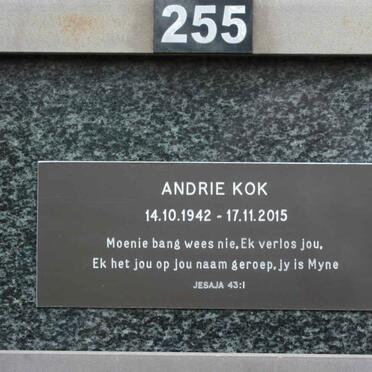 255
ANDRIE KOK
14.10.1942 - 17.11.2015
Moenie bang wees nie, Ek verlos jou,
Ek het jou op jou naam geroep, jy is Myne
JESAJA 43:1